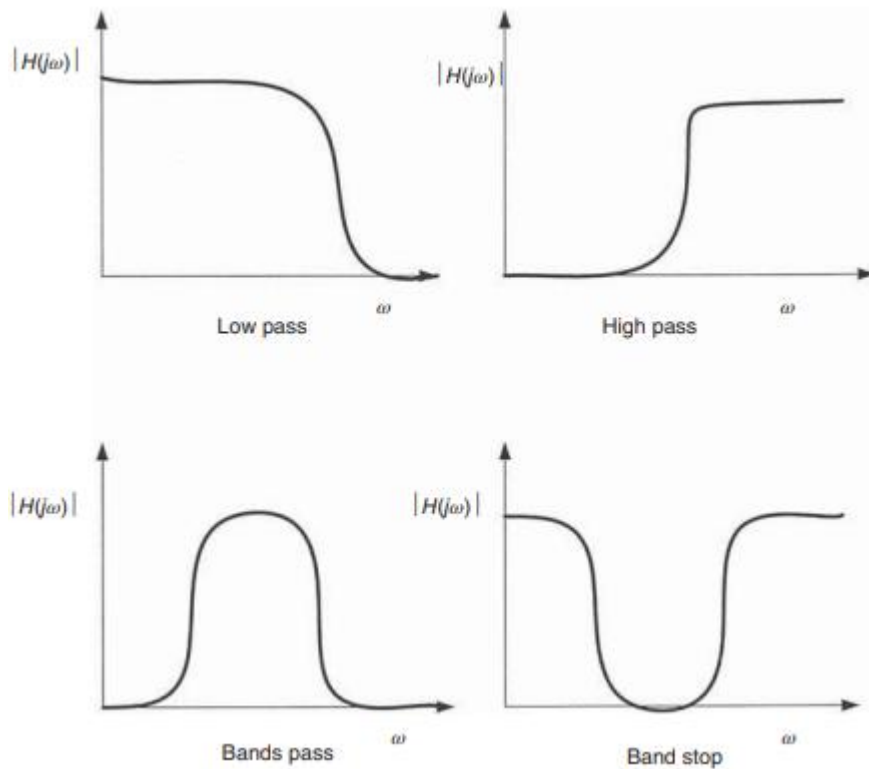 |H(jω)|
ω
Low pass
|H(jω)|
ω
High pass
|H(jω)|
ω
Bands pass
|H(jω)|
ω
Band stop